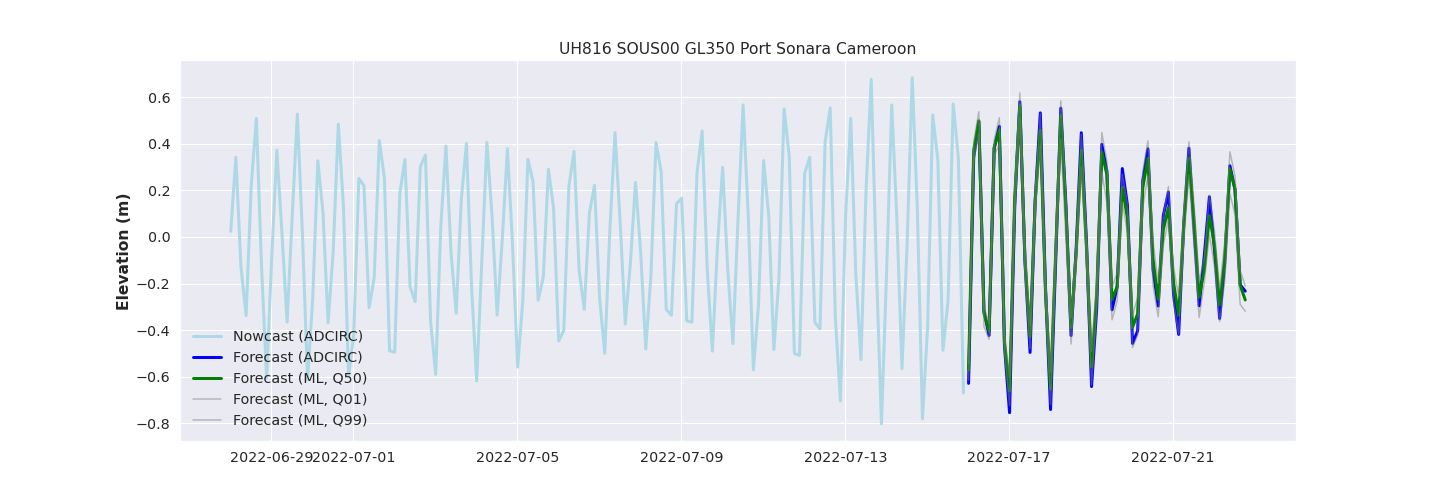 UH816 SOUS00 GL350 Port Sonara Cameroon
Elevation (m)
0.6
0.4
0.2
0.0
−0.2
−0.4
−0.6
−0.8
Nowcast (ADCIRC)
Forecast (ADCIRC)
Forecast (ML, Q50)
Forecast (ML, Q01)
Forecast (ML, Q99)
2022-06-29 2022-07-01 2022-07-05 2022-07-09 2022-07-13 2022-07-17 2022-07-21